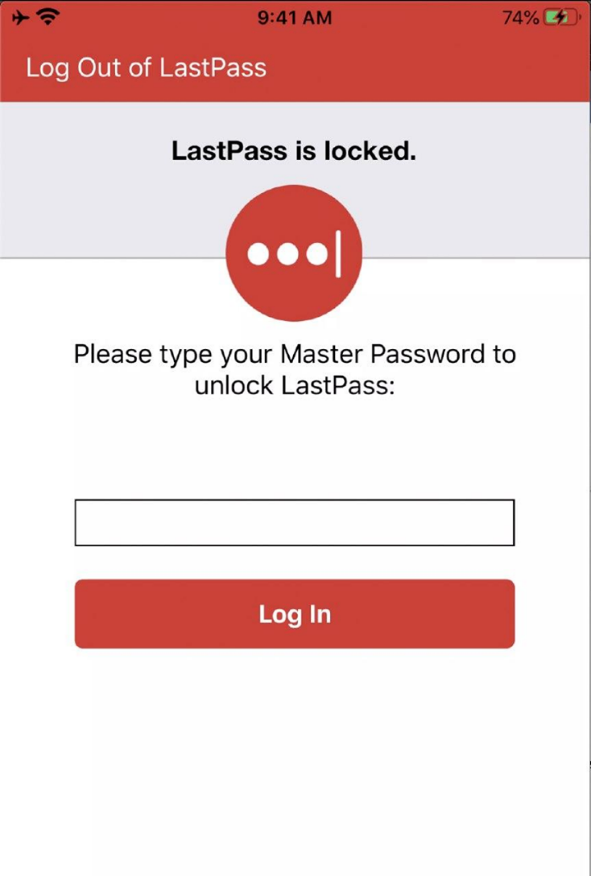 9:41 AM
74%
Log Out of LastPass
LastPass is locked.
Please type your Master Password to
unlock LastPass:
Log In